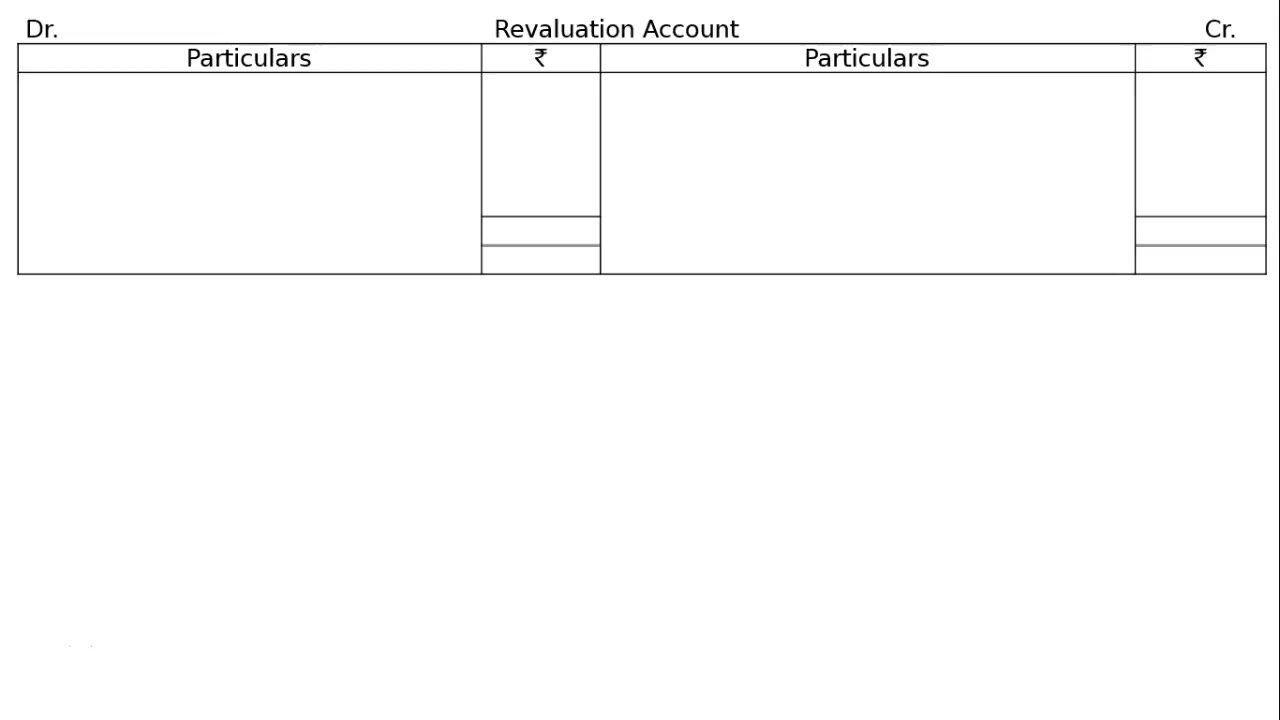 Dr. Revaluation Account Cr.
Particulars ₹ Particulars ₹